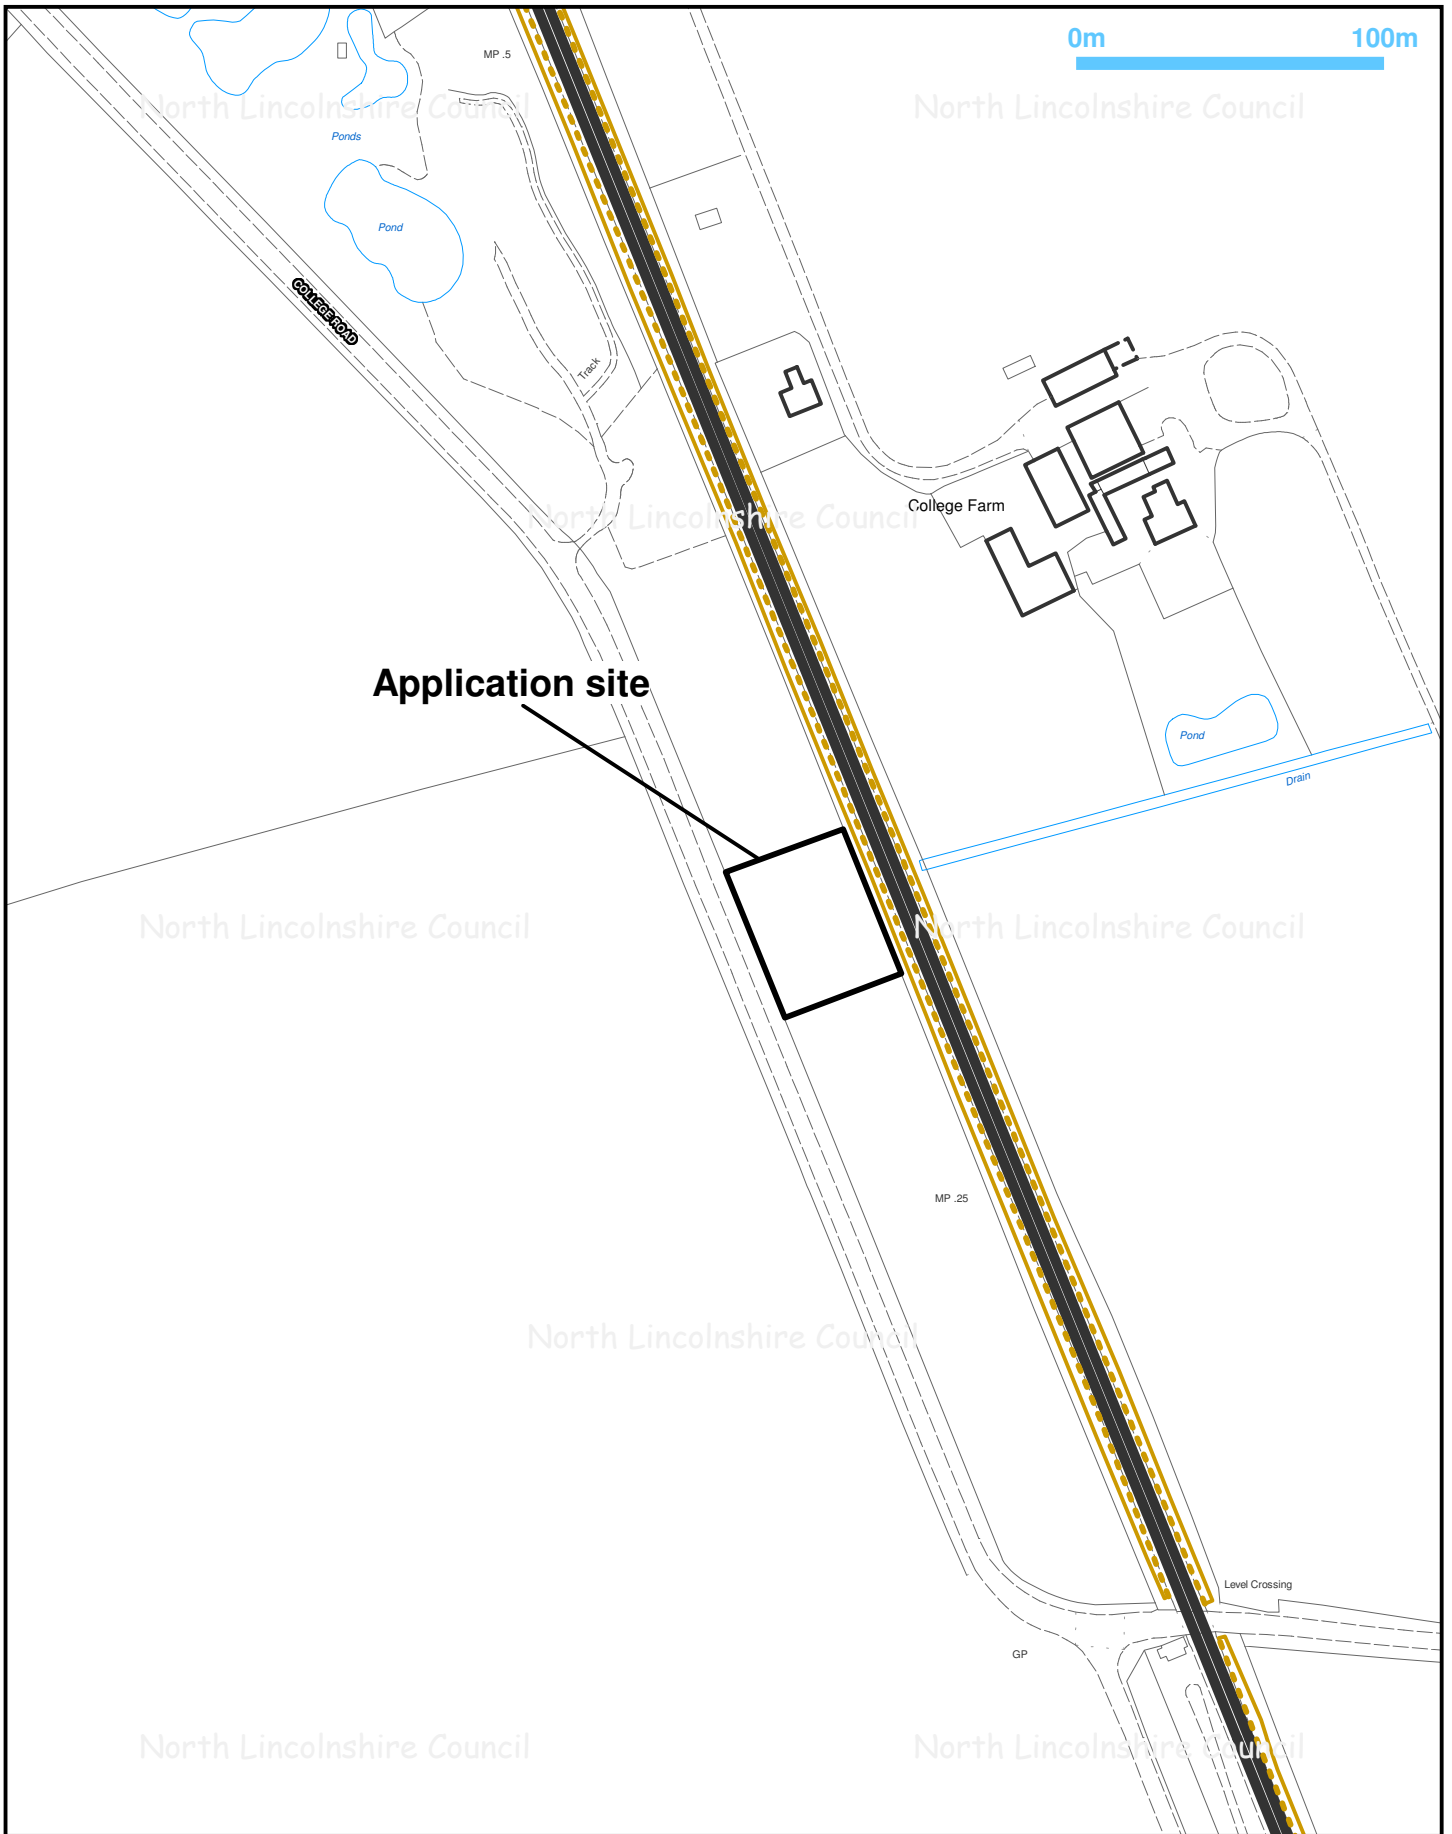 0m 100m
MP .5
North Lincolnshire Council North Lincolnshire Council
Ponds
Pond
COLLEGE ROAD
Track
College Farm
North Lincolnshire Council
Application site
Pond
Drain
North Lincolnshire Council North Lincolnshire Council
MP .25
North Lincolnshire Council
Level Crossing
GP
North Lincolnshire Council North Lincolnshire Council